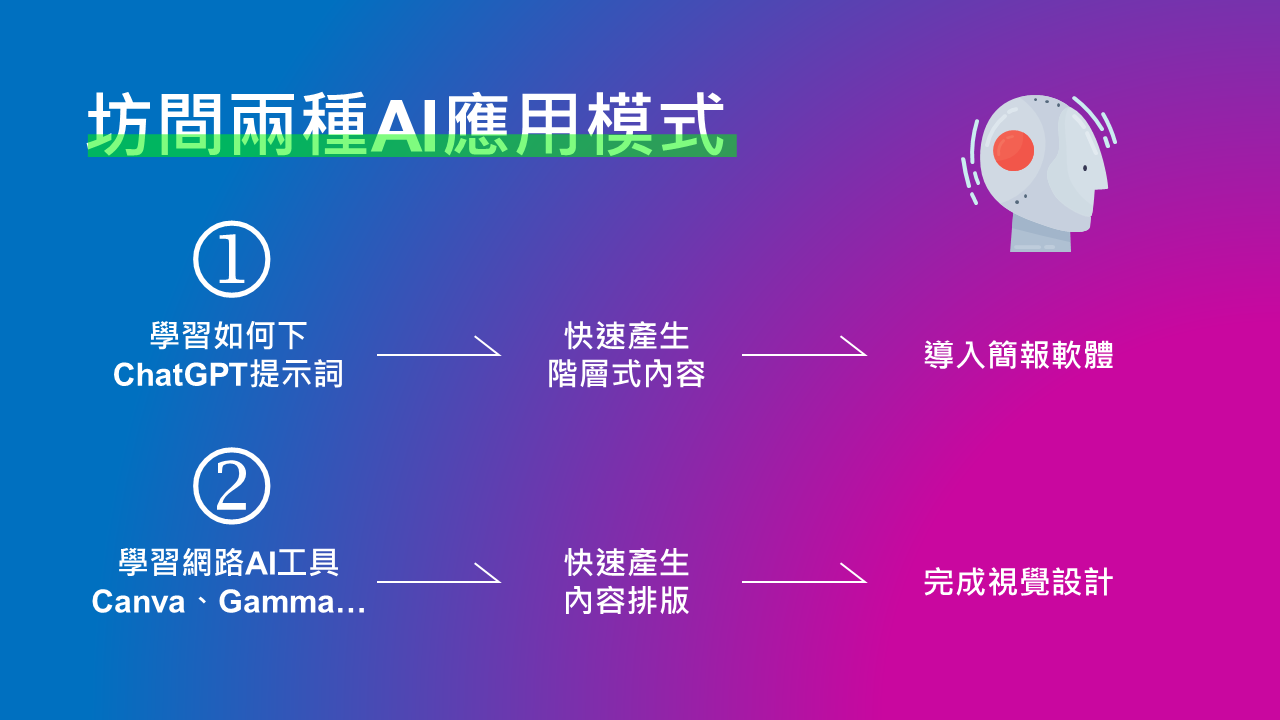 坊間兩種AI應用模式
①
學習如何下
ChatGPT提示詞
快速產生
階層式內容
導入簡報軟體
②
學習網路AI工具
Canva、Gamma…
快速產生
內容排版
完成視覺設計